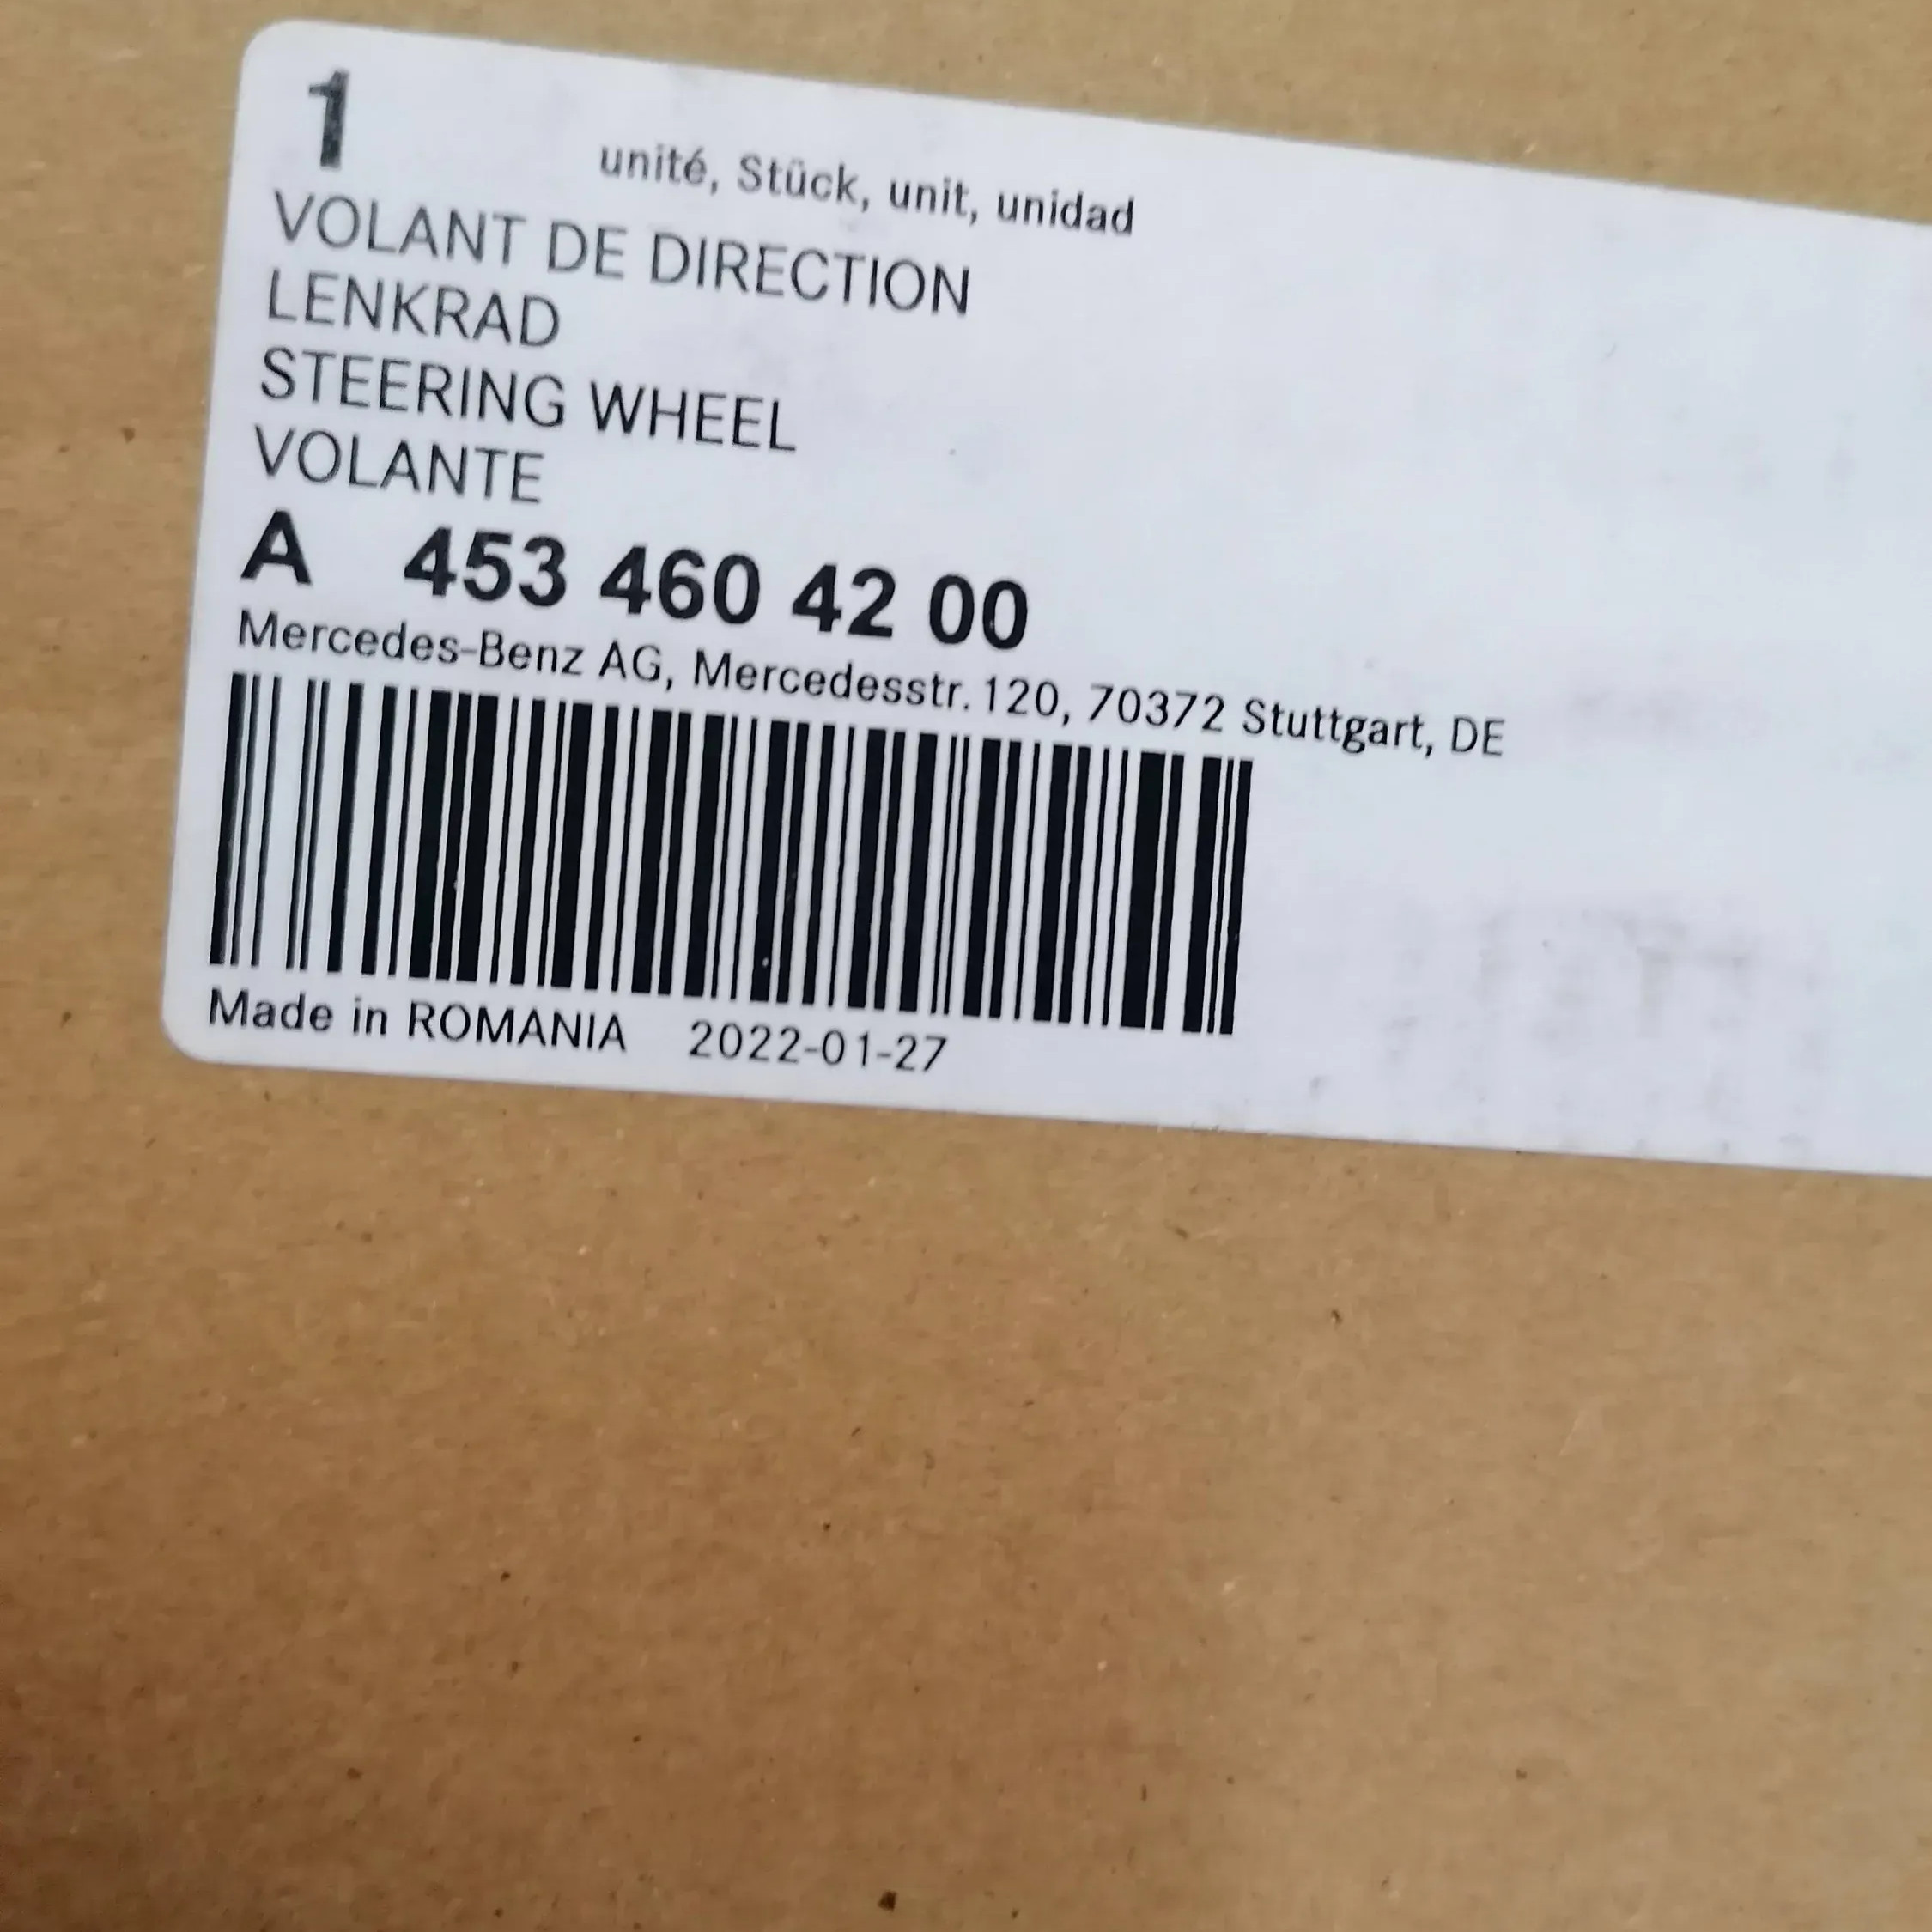 1
unité, Stück, unit, unidad
VOLANT DE DIRECTION
LENKRAD
STEERING WHEEL
VOLANTE
A 453 460 42 00
Mercedes-Benz AG, Mercedesstr. 120, 70372 Stuttgart, DE
Made in ROMANIA 2022-01-27